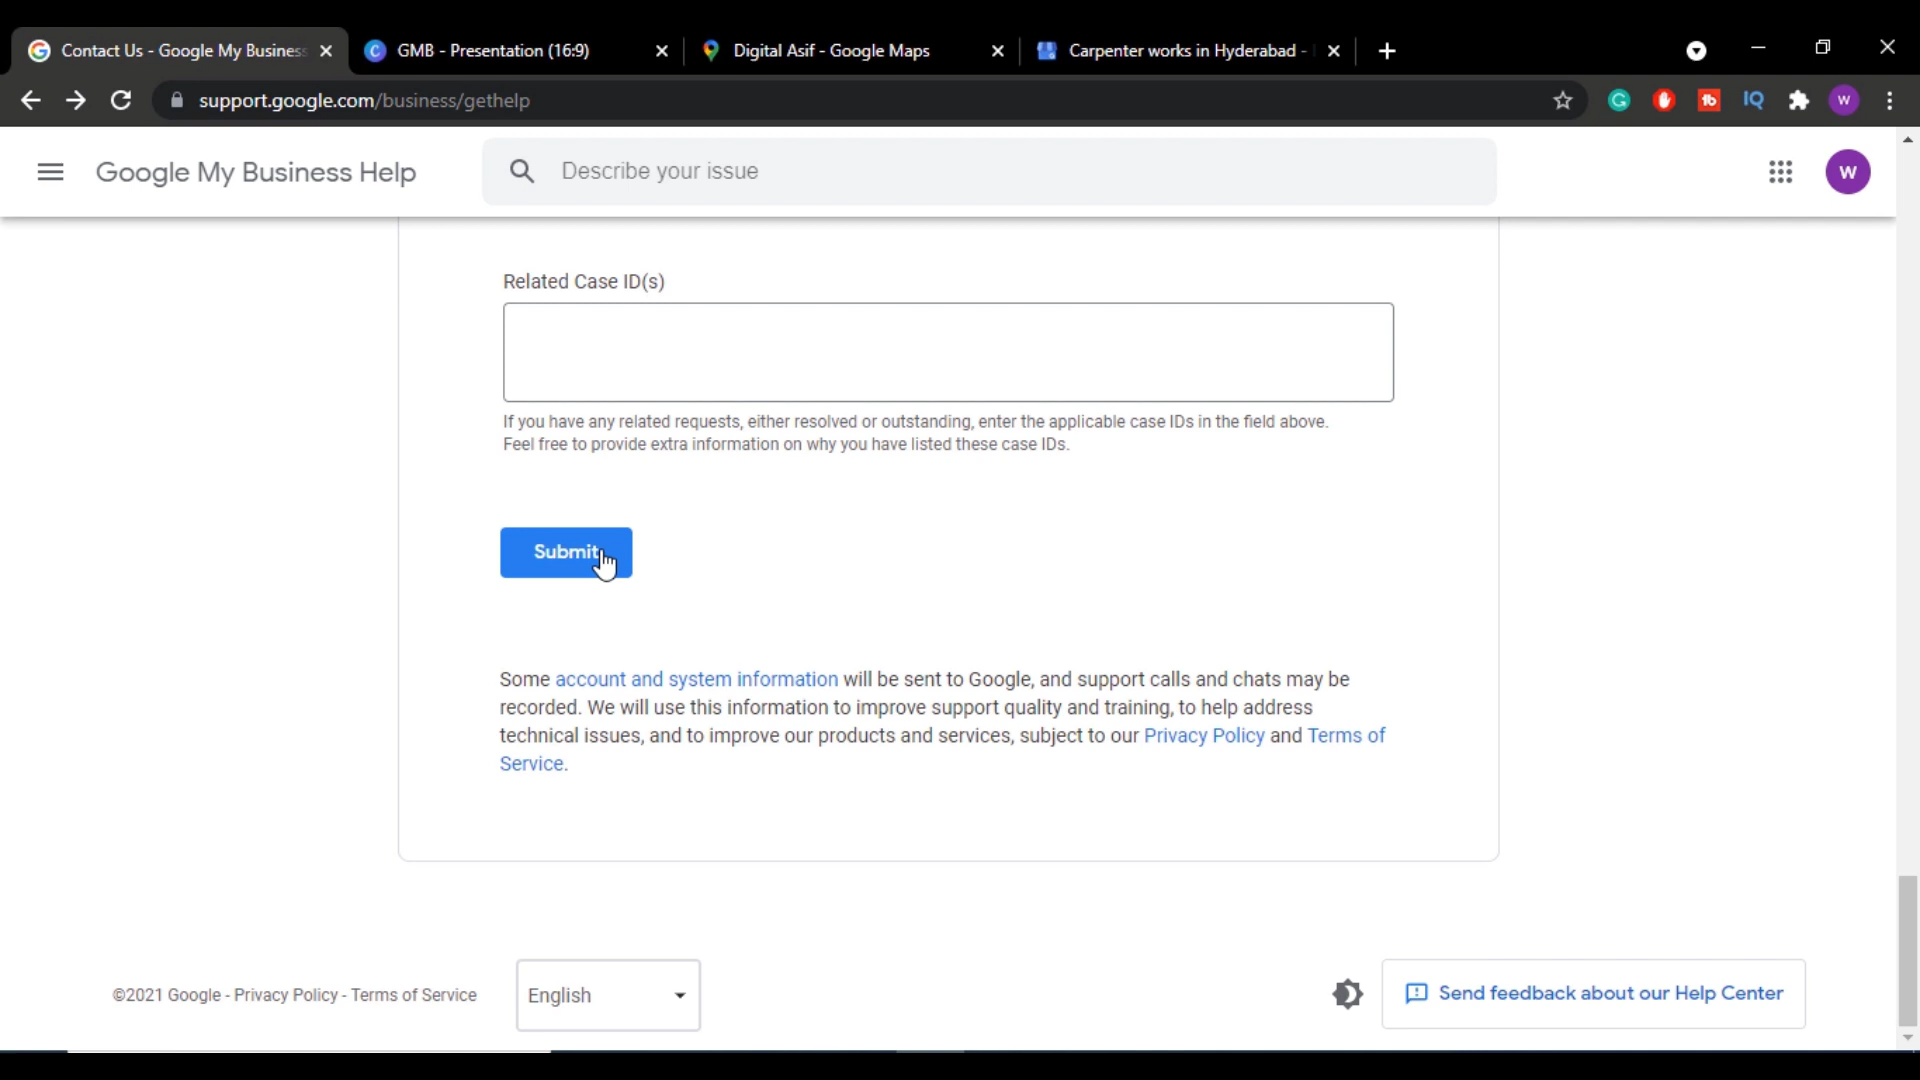 Contact Us - Google My Business
GMB - Presentation (16:9)
Digital Asif - Google Maps
Carpenter works in Hyderabad -
support.google.com/business/gethelp
IQ
W
Google My Business Help
Describe your issue
W
Related Case ID(s)
If you have any related requests, either resolved or outstanding, enter the applicable case IDs in the field above.
Feel free to provide extra information on why you have listed these case IDs.
Submit
Some account and system information will be sent to Google, and support calls and chats may be
recorded. We will use this information to improve support quality and training, to help address
technical issues, and to improve our products and services, subject to our Privacy Policy and Terms of
Service.
©2021 Google - Privacy Policy - Terms of Service
English
Send feedback about our Help Center